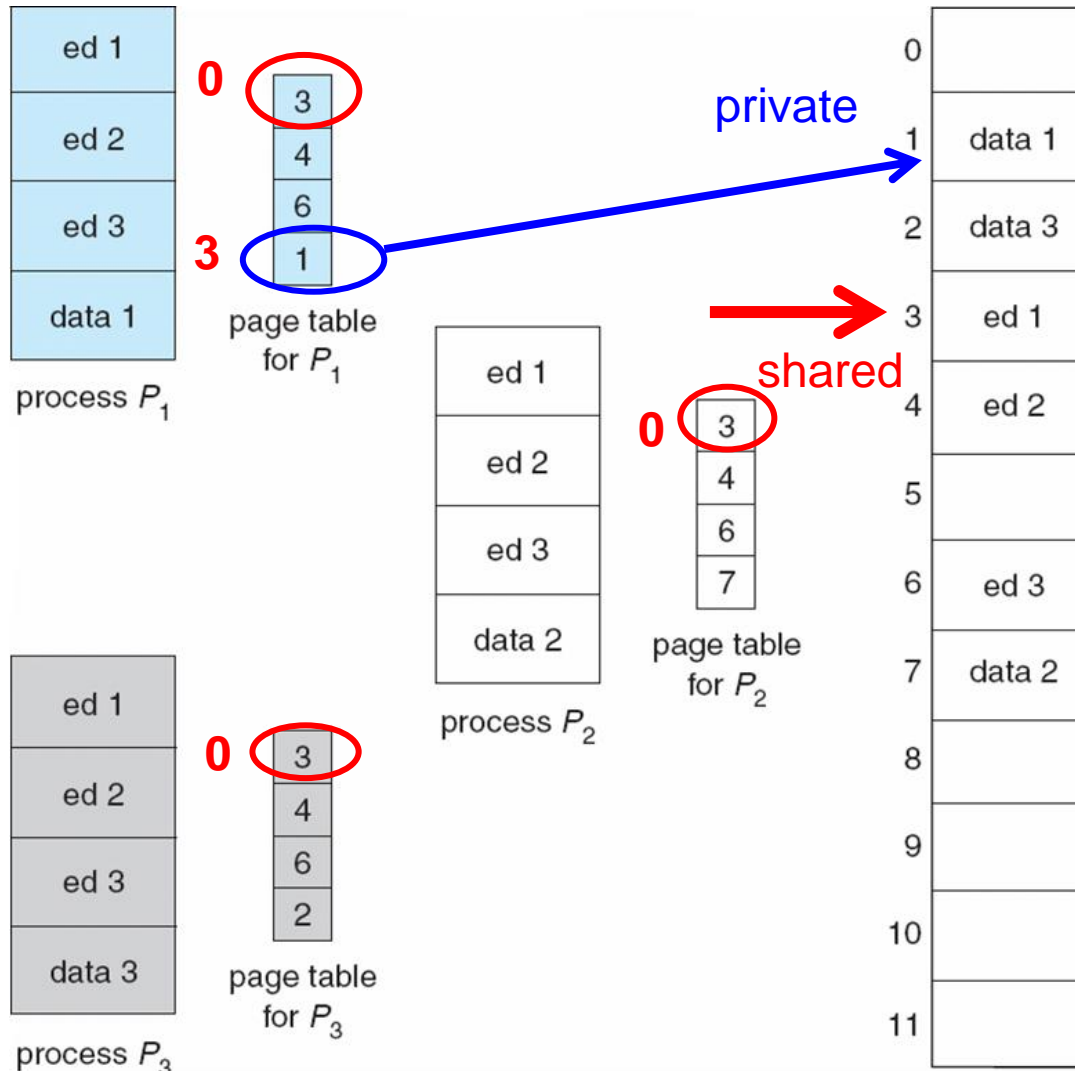 ed 1
ed 2
ed 3
data 1
process P1
0
3
3
4
6
1
page table
for P1
private
ed 1
ed 2
ed 3
data 2
process P2
0
3
4
6
7
page table
for P2
shared
ed 1
ed 2
ed 3
data 3
process P3
0
3
4
6
2
page table
for P3
0
1 data 1
2 data 3
3 ed 1
4 ed 2
5
6 ed 3
7 data 2
8
9
10
11